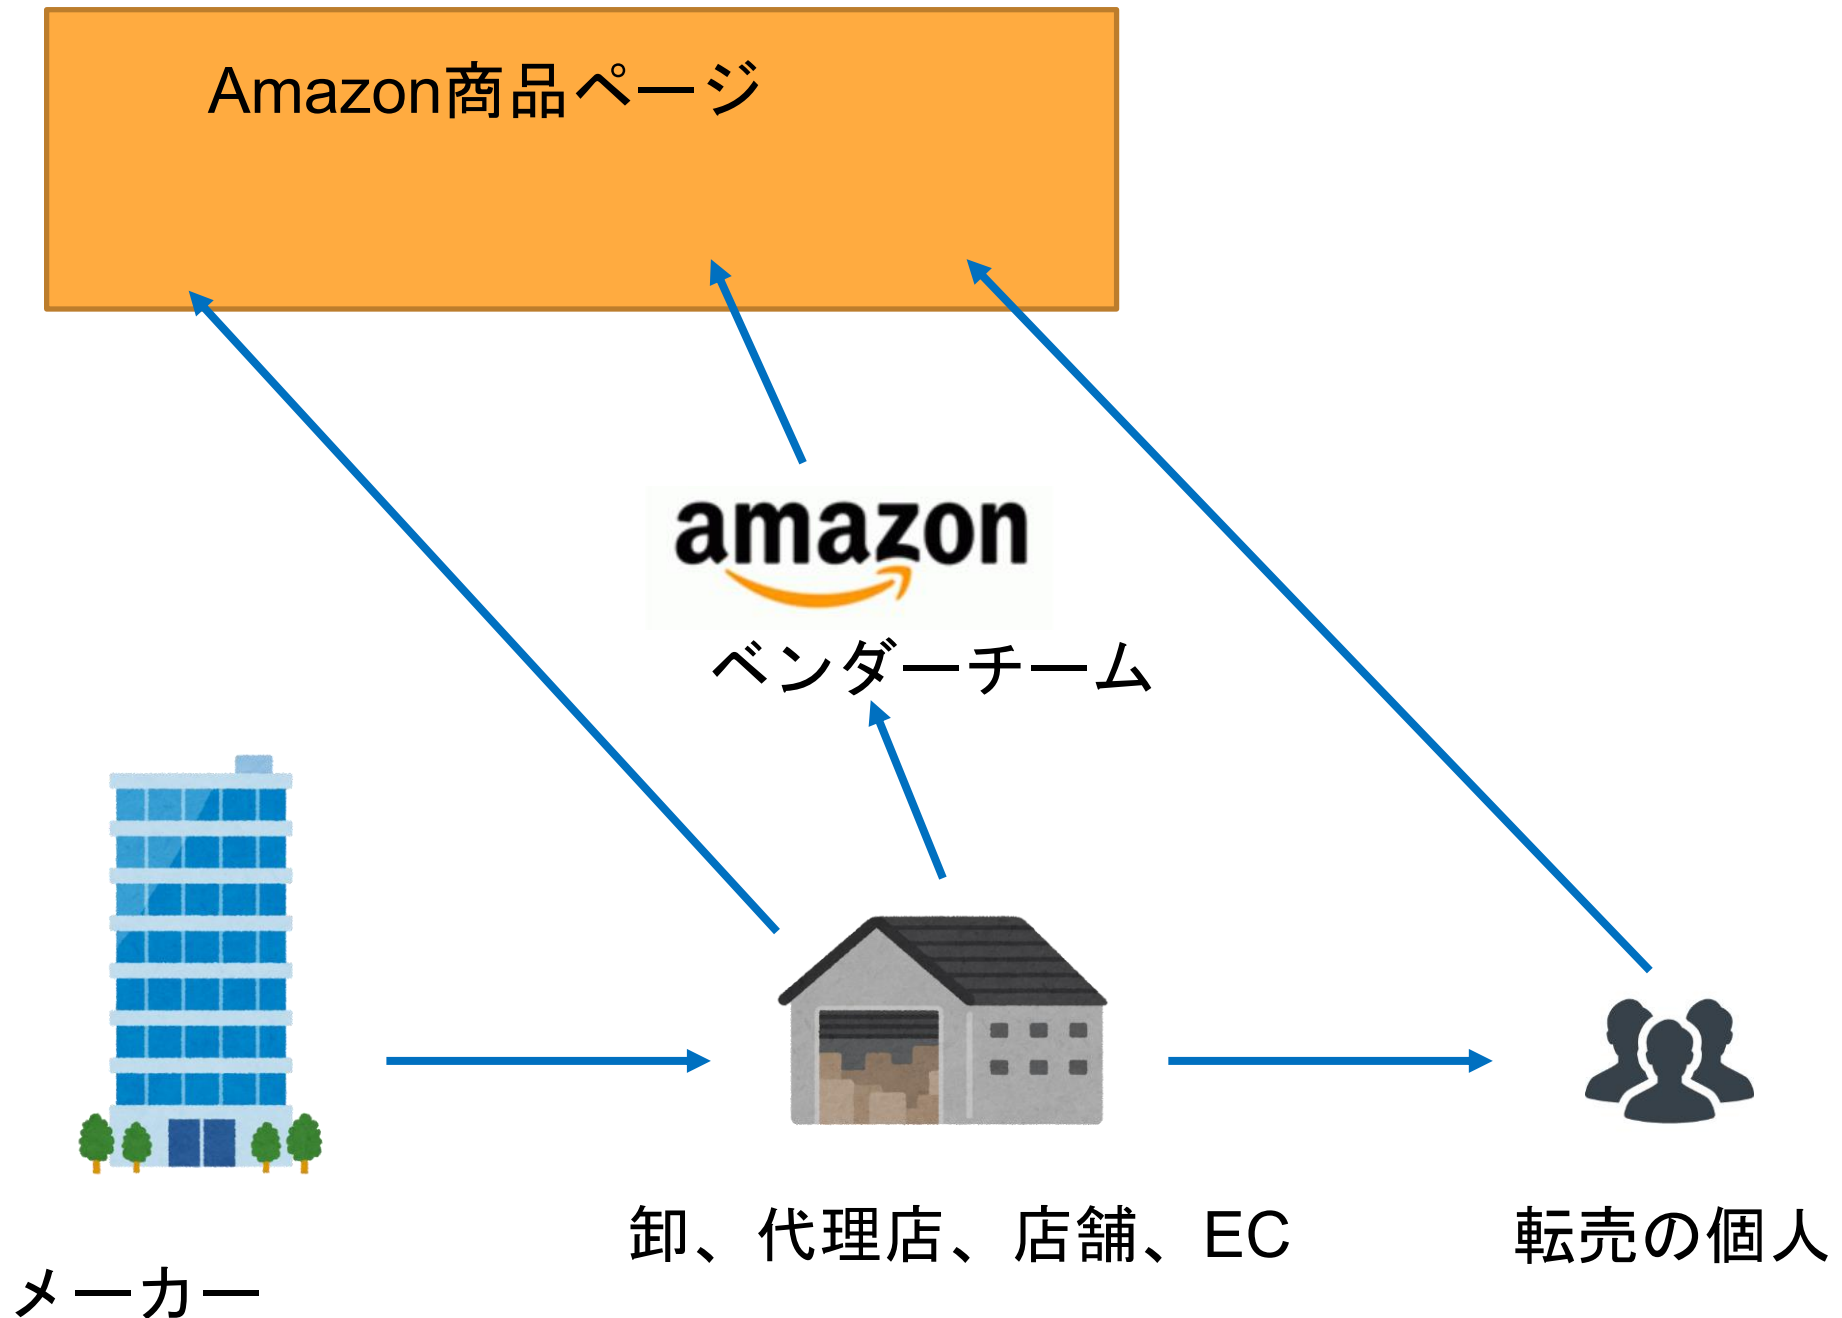 Amazon商品ページ
amazon
ベンダーチーム
卸、代理店、店舗、EC
転売の個人
メーカー